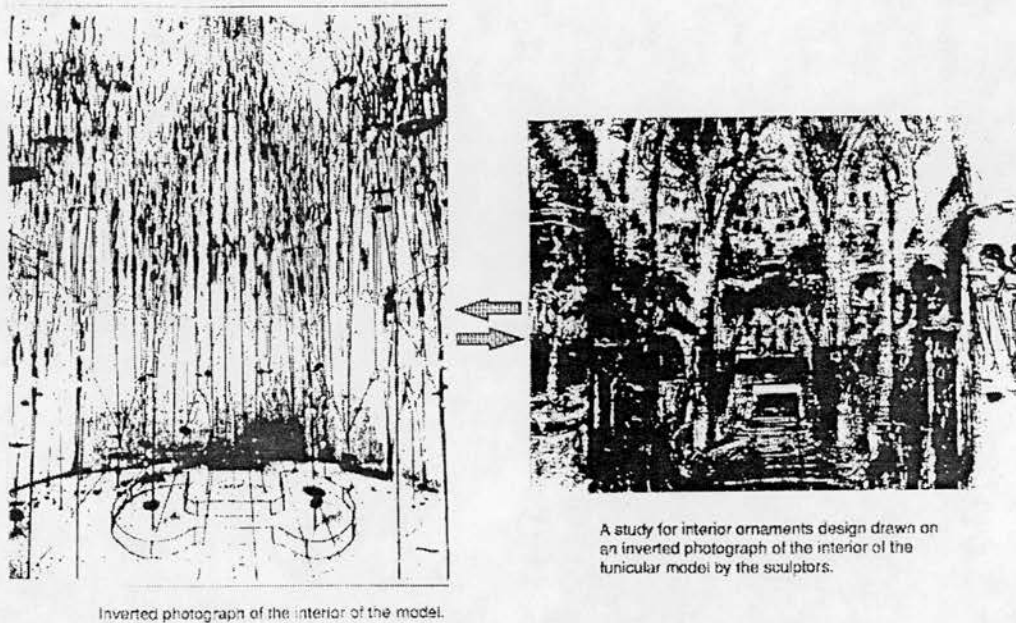 A study for interior ornaments design drawn on
an inverted photograph of the interior of the
funicular model by the sculptors.
Inverted photograph of the interior of the model.